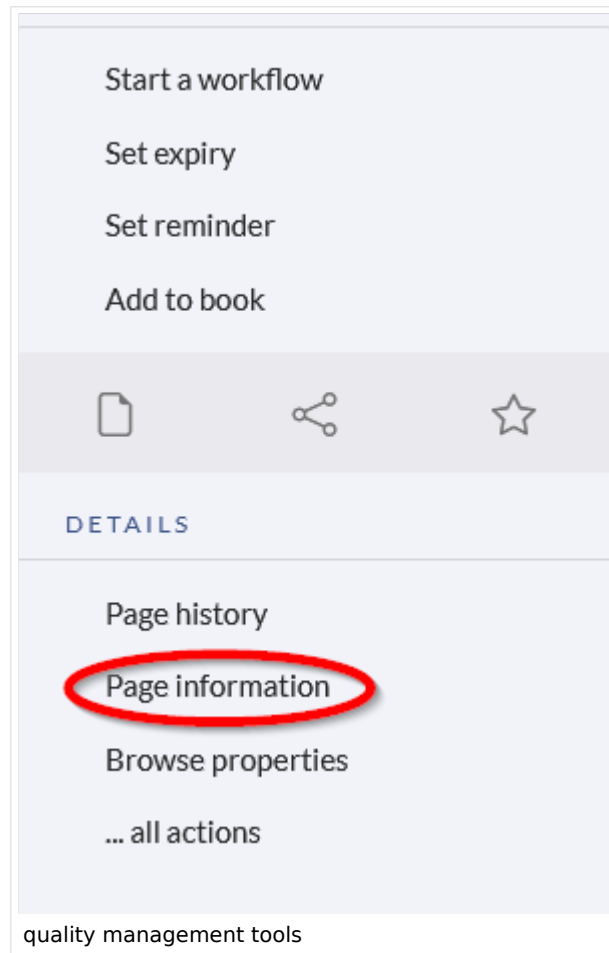 Start a workflow
Set expiry
Set reminder
Add to book
DETAILS
Page history
Page information
Browse properties
... all actions
quality management tools